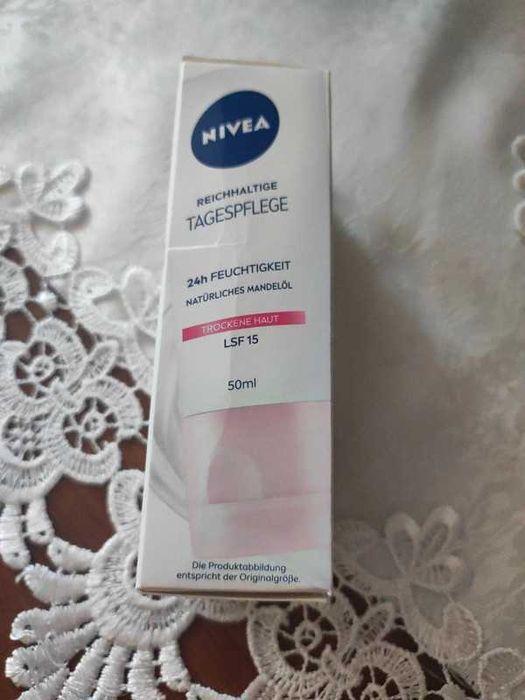 NIVEA
REICHHALTIGE
TAGESPFLEGE
24h FEUCHTIGKEIT
NATÜRLICHES MANDELÖL
TROCKENE HAUT
LSF 15
50ml
Die Produktabbildung
entspricht der Originalgröße.